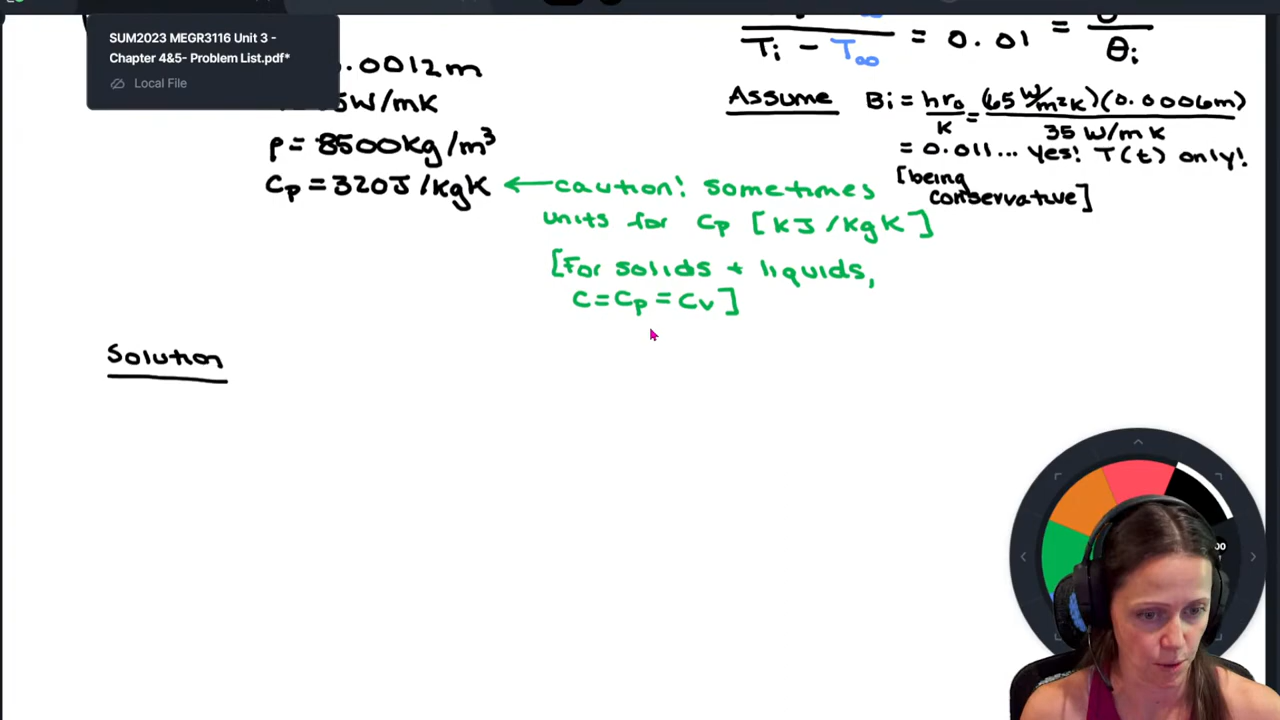 SUM2023 MEGR3116 Unit 3 -
Chapter 4&5- Problem List.pdf*
Local File
Ti - T∞ = 0.01 = θi
.0012m
5W/mK
ρ = 8500kg/m³
Cp = 320J/kgK ← caution! sometimes
units for Cp [kJ/kgK]
[For solids + liquids,
C=Cp=Cv]
Assume Bi = hro/K = (65 W/m²K)(0.0006m)
35 W/mK
= 0.011... Yes! T(t) only!
[being
conservative]
Solution
00